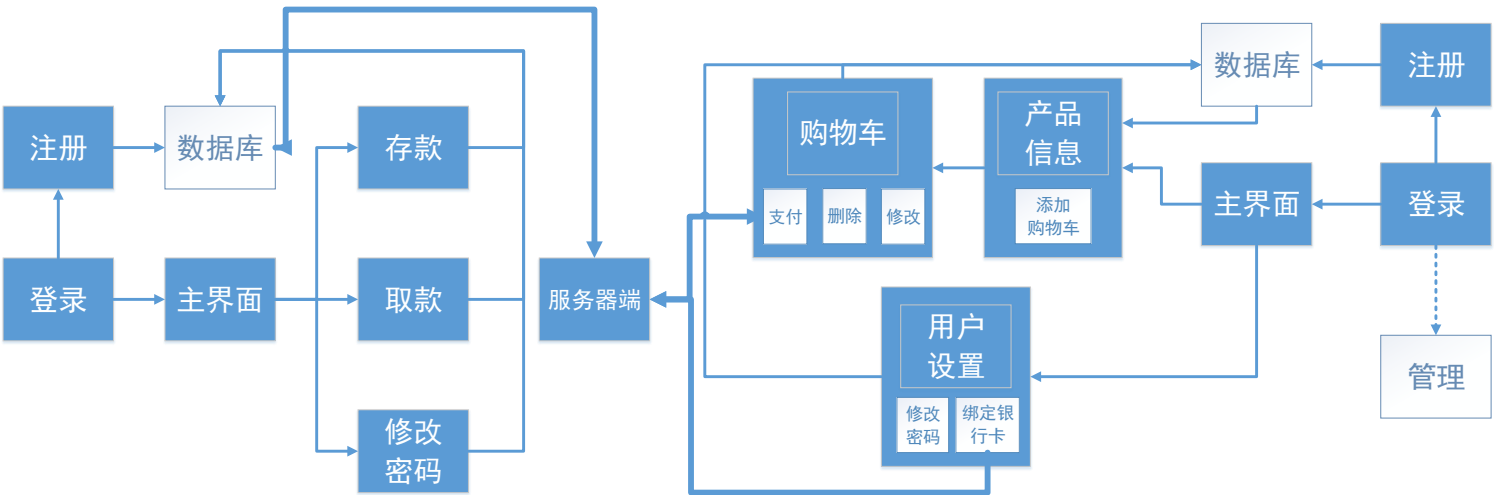 注册
数据库
存款
登录
主界面
取款
修改
密码
服务器端
购物车
支付
删除
修改
产品
信息
添加
购物车
数据库
注册
主界面
登录
用户
设置
修改
密码
绑定银
行卡
管理